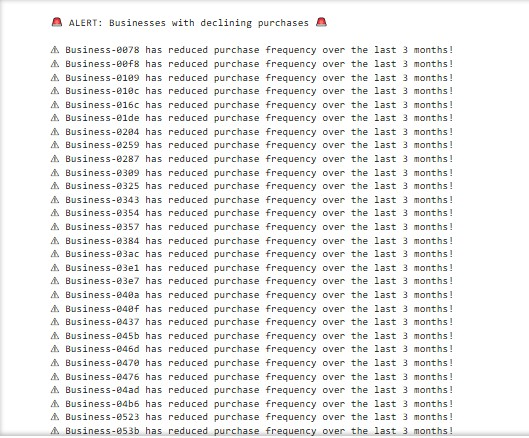 🚨 ALERT: Businesses with declining purchases 🚨
⚠ Business-0078 has reduced purchase frequency over the last 3 months!
⚠ Business-00f8 has reduced purchase frequency over the last 3 months!
⚠ Business-0109 has reduced purchase frequency over the last 3 months!
⚠ Business-010c has reduced purchase frequency over the last 3 months!
⚠ Business-016c has reduced purchase frequency over the last 3 months!
⚠ Business-01de has reduced purchase frequency over the last 3 months!
⚠ Business-0204 has reduced purchase frequency over the last 3 months!
⚠ Business-0259 has reduced purchase frequency over the last 3 months!
⚠ Business-0287 has reduced purchase frequency over the last 3 months!
⚠ Business-0309 has reduced purchase frequency over the last 3 months!
⚠ Business-0325 has reduced purchase frequency over the last 3 months!
⚠ Business-0343 has reduced purchase frequency over the last 3 months!
⚠ Business-0354 has reduced purchase frequency over the last 3 months!
⚠ Business-0357 has reduced purchase frequency over the last 3 months!
⚠ Business-0384 has reduced purchase frequency over the last 3 months!
⚠ Business-03ac has reduced purchase frequency over the last 3 months!
⚠ Business-03e1 has reduced purchase frequency over the last 3 months!
⚠ Business-03e7 has reduced purchase frequency over the last 3 months!
⚠ Business-040a has reduced purchase frequency over the last 3 months!
⚠ Business-040f has reduced purchase frequency over the last 3 months!
⚠ Business-0437 has reduced purchase frequency over the last 3 months!
⚠ Business-045b has reduced purchase frequency over the last 3 months!
⚠ Business-046d has reduced purchase frequency over the last 3 months!
⚠ Business-0470 has reduced purchase frequency over the last 3 months!
⚠ Business-0476 has reduced purchase frequency over the last 3 months!
⚠ Business-04ad has reduced purchase frequency over the last 3 months!
⚠ Business-04b6 has reduced purchase frequency over the last 3 months!
⚠ Business-0523 has reduced purchase frequency over the last 3 months!
⚠ Business-053b has reduced purchase frequency over the last 3 months!